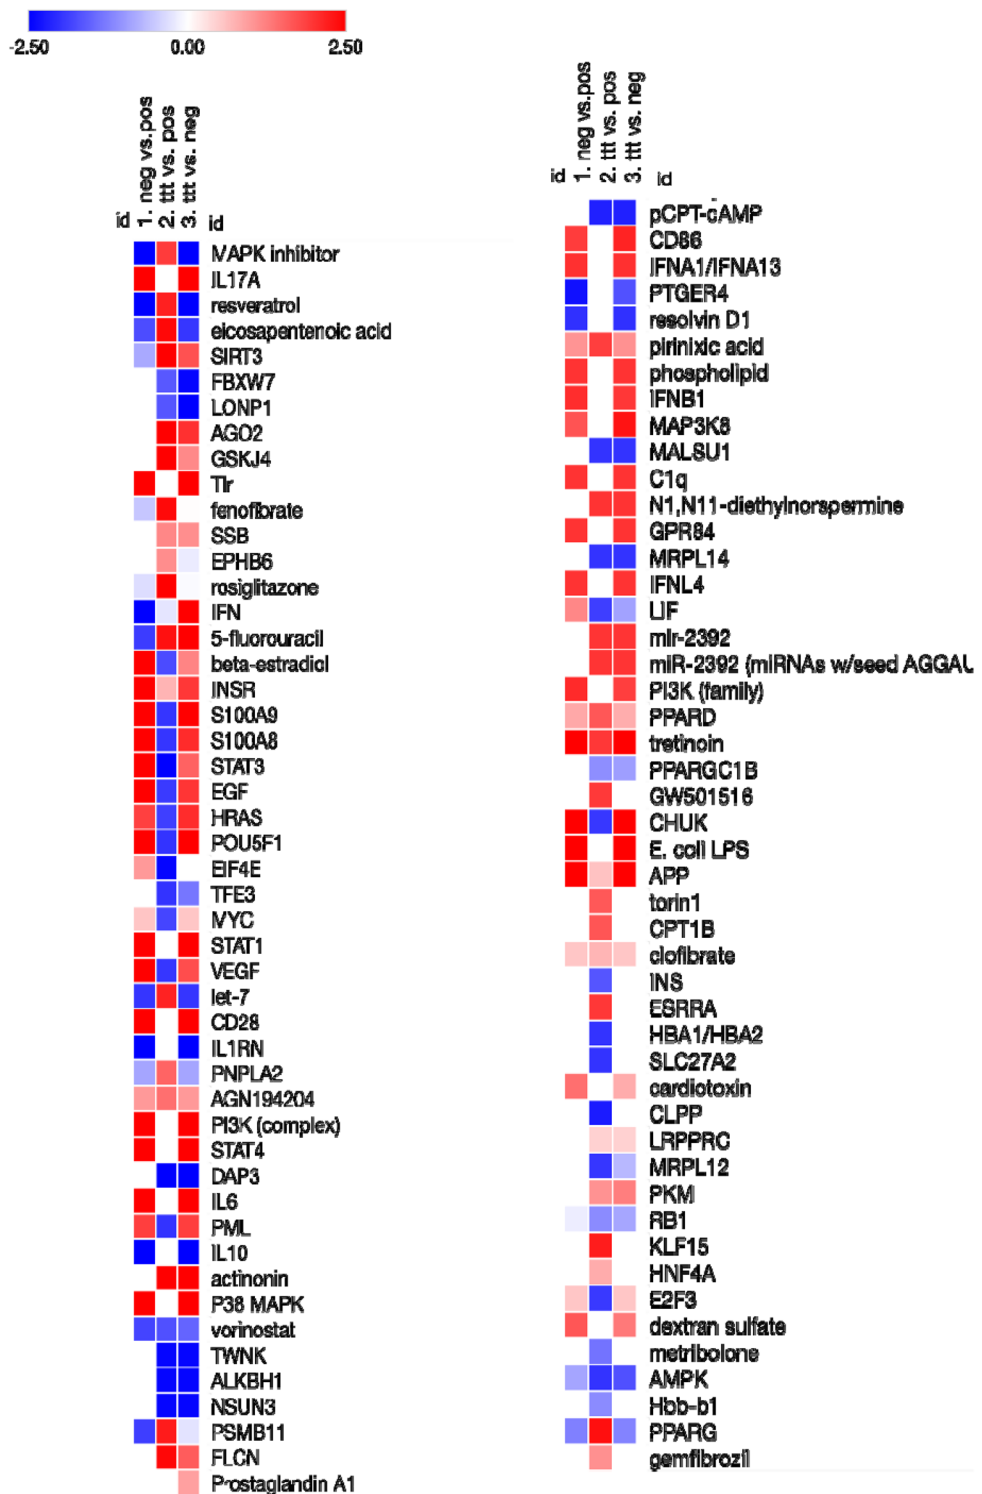 -2.50 0.00 2.50
id 1. neg vs.pos 2. ttt vs. pos 3. ttt vs. neg id
MAPK inhibitor
IL17A
resveratrol
eicosapentenoic acid
SIRT3
FBXW7
LONP1
AGO2
GSKJ4
Tlr
fenofibrate
SSB
EPHB6
rosiglitazone
IFN
5-fluorouracil
beta-estradiol
INSR
S100A9
S100A8
STAT3
EGF
HRAS
POU5F1
EIF4E
TFE3
MYC
STAT1
VEGF
let-7
CD28
IL1RN
PNPLA2
AGN194204
PI3K (complex)
STAT4
DAP3
IL6
PML
IL10
actinonin
P38 MAPK
vorinostat
TWNK
ALKBH1
NSUN3
PSMB11
FLCN
Prostaglandin A1
id 1. neg vs.pos 2. ttt vs. pos 3. ttt vs. neg id
pCPT-cAMP
CD86
IFNA1/IFNA13
PTGER4
resolvin D1
pirinixic acid
phospholipid
IFNB1
MAP3K8
MALSU1
C1q
N1,N11-diethylnorspermine
GPR84
MRPL14
IFNL4
LIF
mir-2392
miR-2392 (miRNAs w/seed AGGAU
PI3K (family)
PPARD
tretinoin
PPARGC1B
GW501516
CHUK
E. coli LPS
APP
torin1
CPT1B
clofibrate
INS
ESRRA
HBA1/HBA2
SLC27A2
cardiotoxin
CLPP
LRPPRC
MRPL12
PKM
RB1
KLF15
HNF4A
E2F3
dextran sulfate
metribolone
AMPK
Hbb-b1
PPARG
gemfibrozil